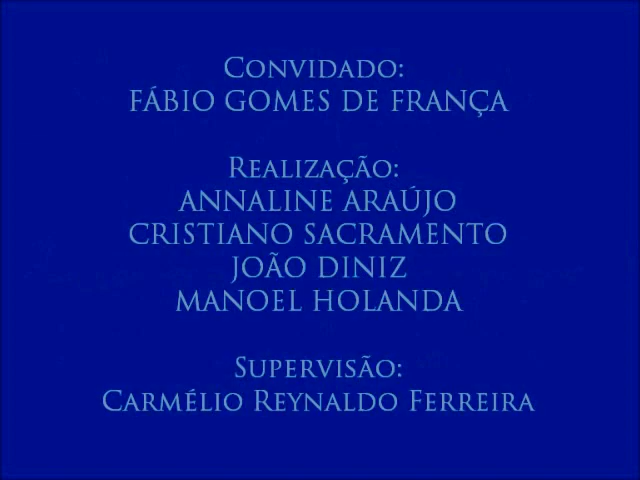 Convidado:
FÁBIO GOMES DE FRANÇA
Realização:
ANNALINE ARAÚJO
CRISTIANO SACRAMENTO
JOÃO DINIZ
MANOEL HOLANDA
Supervisão:
Carmélio Reynaldo Ferreira